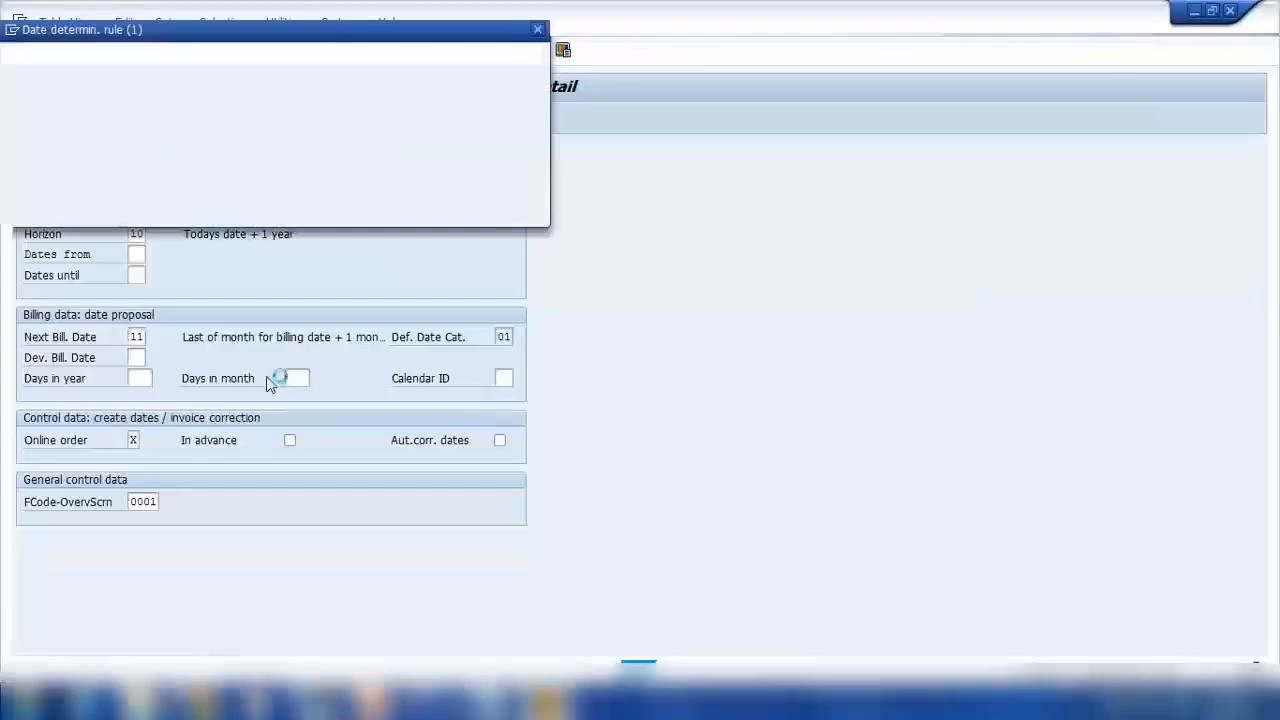 Date determin. rule (1)
tail
Horizon 10 Todays date + 1 year
Dates from
Dates until
Billing data: date proposal
Next Bill. Date 11 Last of month for billing date + 1 mon... Def. Date Cat. 01
Dev. Bill. Date
Days in year Days in month Calendar ID
Control data: create dates / invoice correction
Online order X In advance Aut.corr. dates
General control data
FCode-OvervScrn 0001